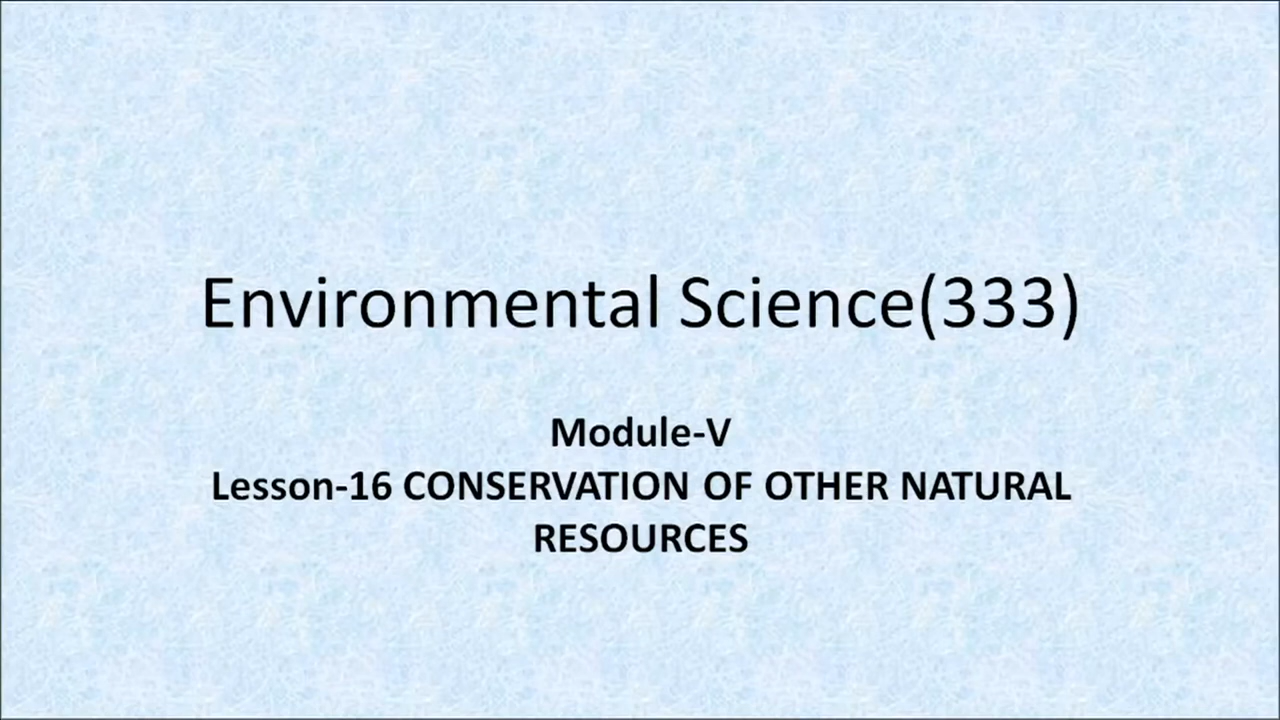 Environmental Science(333)
Module-V
Lesson-16 CONSERVATION OF OTHER NATURAL
RESOURCES